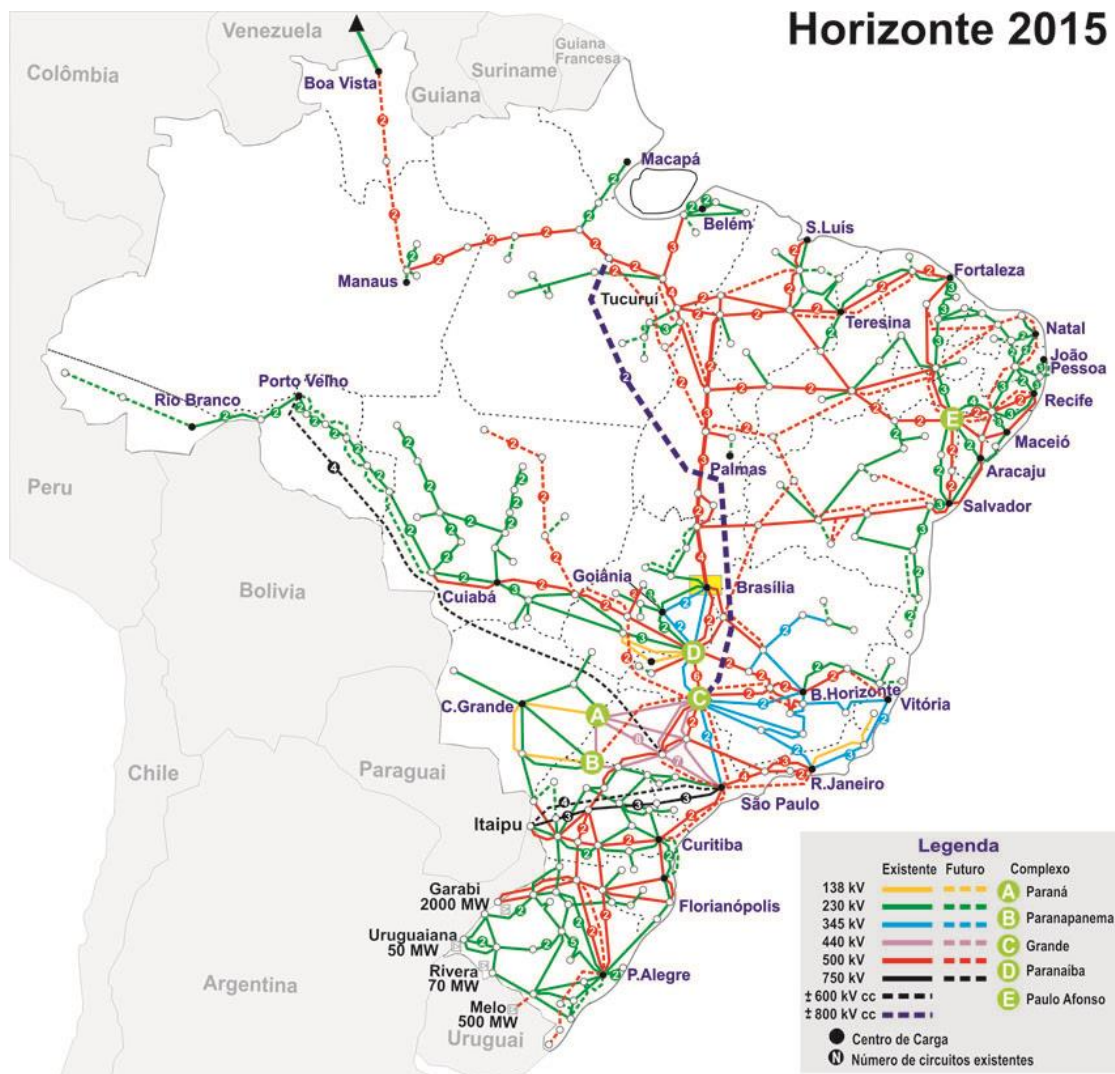 Horizonte 2015
Venezuela
Colômbia
Guiana
Francesa
Suriname
Guiana
Boa Vista
Macapá
Belém
S.Luís
Fortaleza
Manaus
Tucuruí
Teresina
Natal
João
Pessoa
Recife
Porto Velho
Rio Branco
Maceió
Aracaju
Palmas
Salvador
Peru
Bolivia
Cuiabá
Goiânia
Brasília
D
B.Horizonte
Vitória
C
C.Grande
A
B
E
Chile
Paraguai
R.Janeiro
São Paulo
Itaipu
Curitiba
Garabi
2000 MW
Florianópolis
Uruguaiana
50 MW
Rivera
70 MW
P.Alegre
Melo
500 MW
Argentina
Uruguai
Legenda
Existente Futuro Complexo
138 kV A Paraná
230 kV
345 kV B Paranapanema
440 kV C Grande
500 kV D Paranaiba
750 kV
± 600 kV cc E Paulo Afonso
± 800 kV cc
Centro de Carga
N Número de circuitos existentes